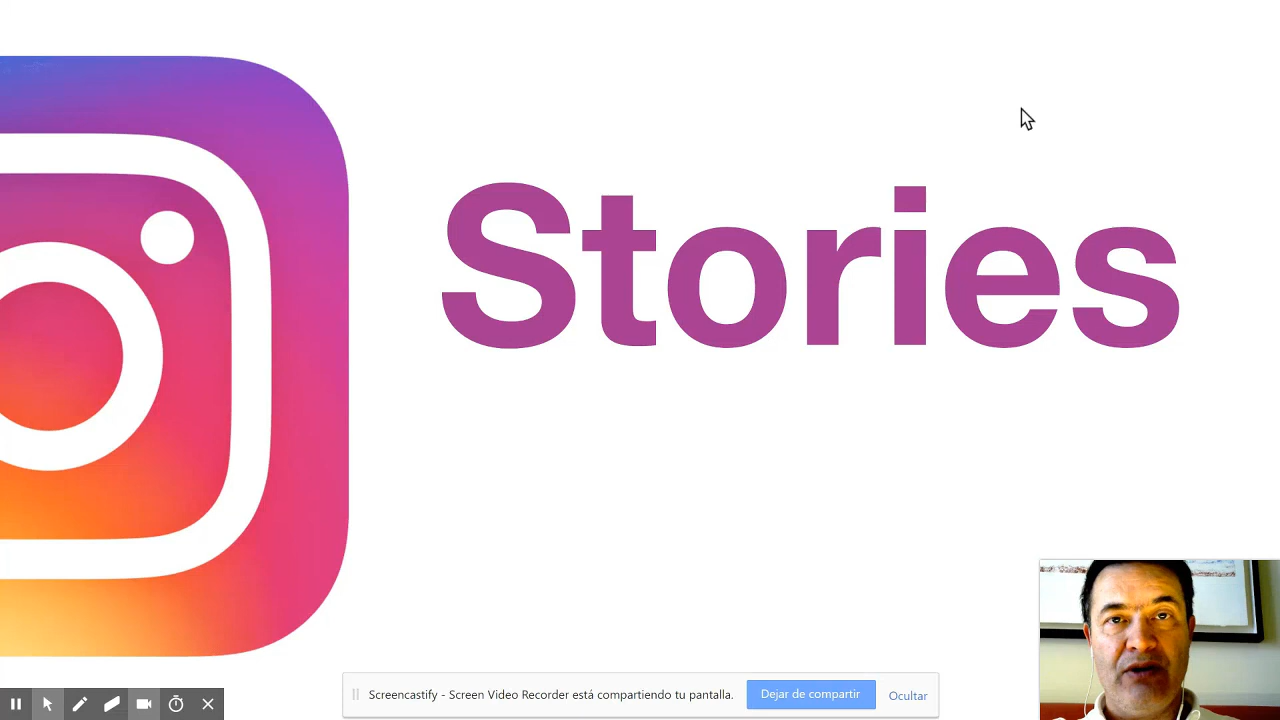 Stories
Screencastify - Screen Video Recorder está compartiendo tu pantalla.
Dejar de compartir
Ocultar